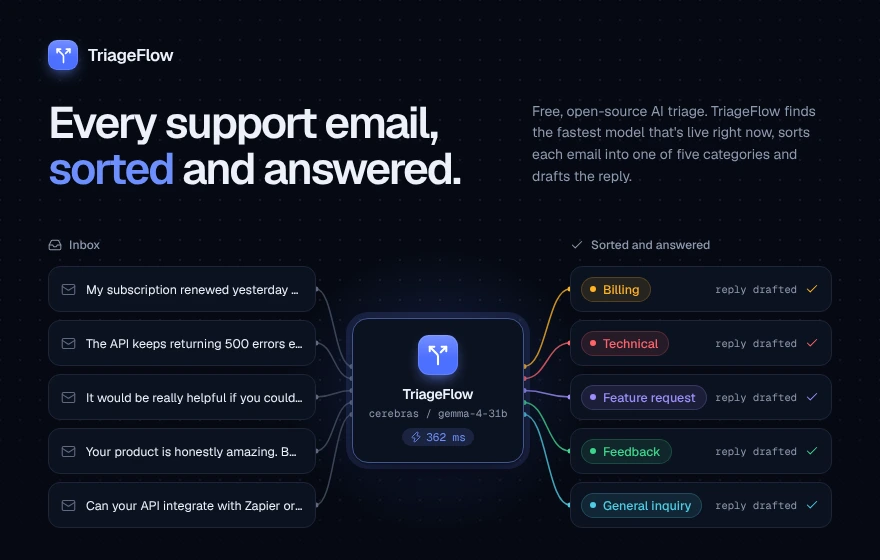 TriageFlow
Every support email,
sorted and answered.
Free, open-source AI triage. TriageFlow finds
the fastest model that's live right now, sorts
each email into one of five categories and
drafts the reply.
Inbox
My subscription renewed yesterday ...
The API keeps returning 500 errors e...
It would be really helpful if you could...
Your product is honestly amazing. B...
Can your API integrate with Zapier or...
TriageFlow
cerebras / gemma-4-31b
362 ms
Sorted and answered
Billing reply drafted
Technical reply drafted
Feature request reply drafted
Feedback reply drafted
General inquiry reply drafted